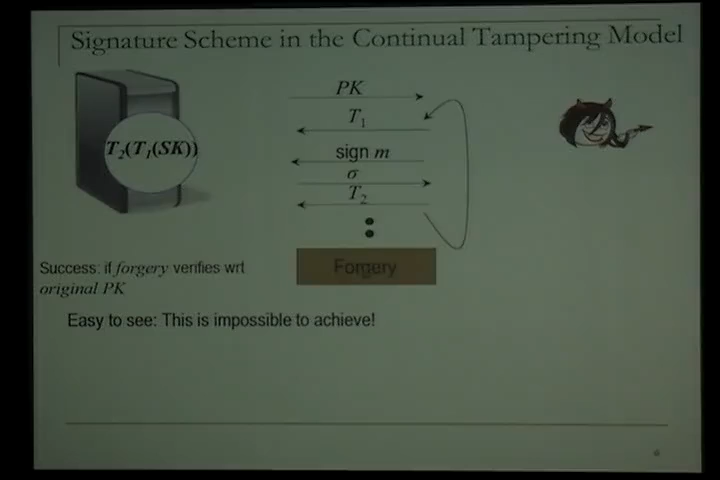 Signature Scheme in the Continual Tampering Model
PK
T₁
T₂(T₁(SK))
sign m
σ
T₂
Forgery
Success: if forgery verifies wrt
original PK
Easy to see: This is impossible to achieve!
6